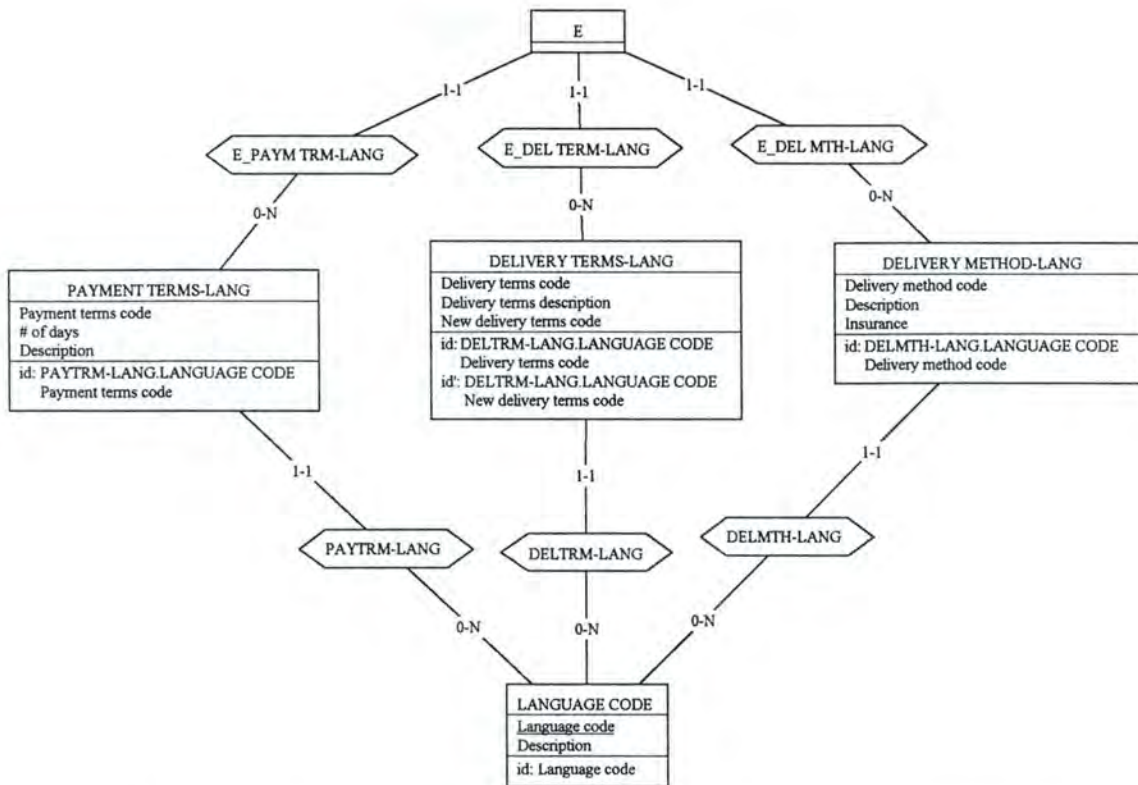 E
1-1
1-1
1-1
E_PAYM TRM-LANG
E_DEL TERM-LANG
E_DEL MTH-LANG
0-N
0-N
0-N
PAYMENT TERMS-LANG
Payment terms code
# of days
Description
id: PAYTRM-LANG.LANGUAGE CODE
Payment terms code
DELIVERY TERMS-LANG
Delivery terms code
Delivery terms description
New delivery terms code
id: DELTRM-LANG.LANGUAGE CODE
Delivery terms code
id': DELTRM-LANG.LANGUAGE CODE
New delivery terms code
DELIVERY METHOD-LANG
Delivery method code
Description
Insurance
id: DELMTH-LANG.LANGUAGE CODE
Delivery method code
1-1
1-1
1-1
PAYTRM-LANG
DELTRM-LANG
DELMTH-LANG
0-N
0-N
0-N
LANGUAGE CODE
Language code
Description
id: Language code